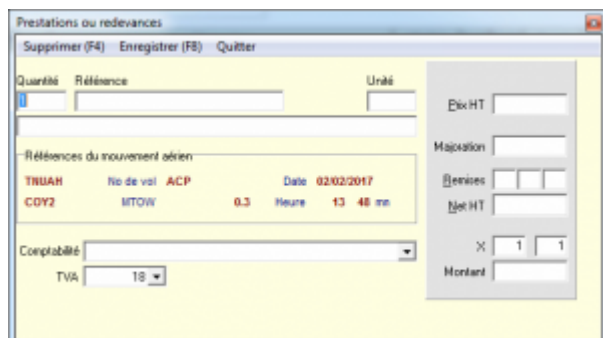 Prestations ou redevances
Supprimer (F4) Enregistrer (F8) Quitter
Quantité Référence Unité
1
Prix HT
Majoration
Références du mouvement aérien
TNUAH No de vol ACP Date 02/02/2017
Remises
COY2 MTOW 0.3 Heure 13 48 mn
Net HT
Comptabilité
X 1 1
TVA 18
Montant